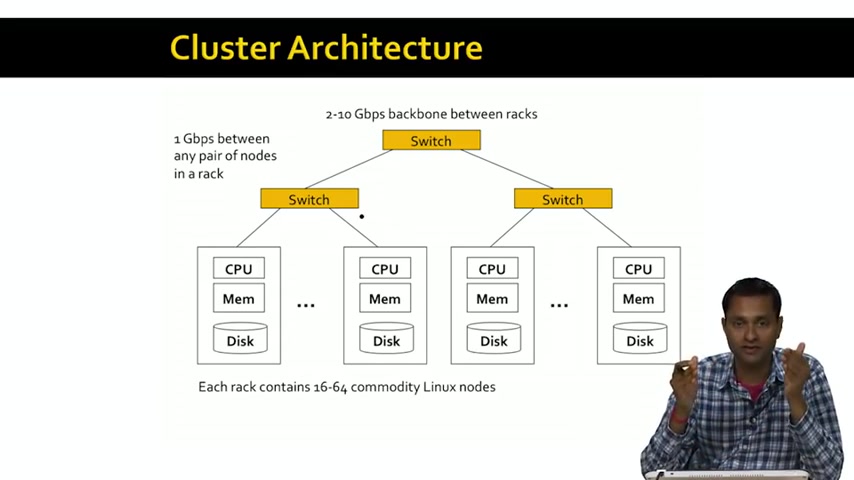 Cluster Architecture
2-10 Gbps backbone between racks
1 Gbps between
any pair of nodes
in a rack
Switch
Switch
Switch
CPU
CPU
CPU
CPU
Mem
...
Mem
Mem
...
Mem
Disk
Disk
Disk
Disk
Each rack contains 16-64 commodity Linux nodes